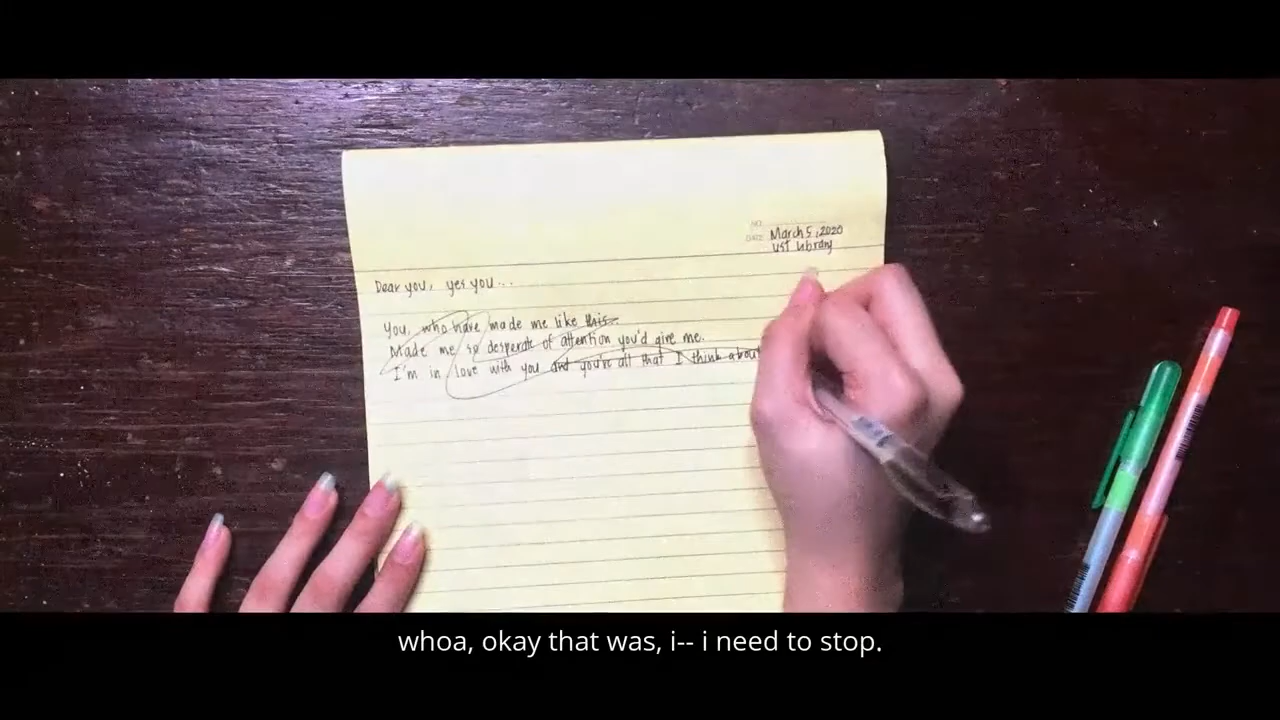 NO.
DATE March 5, 2020
UST Library
Dear you, yes you...
You, who have made me like this.
Made me so desperate of attention you'd give me.
I'm in love with you and you're all that I think about
whoa, okay that was, i-- i need to stop.